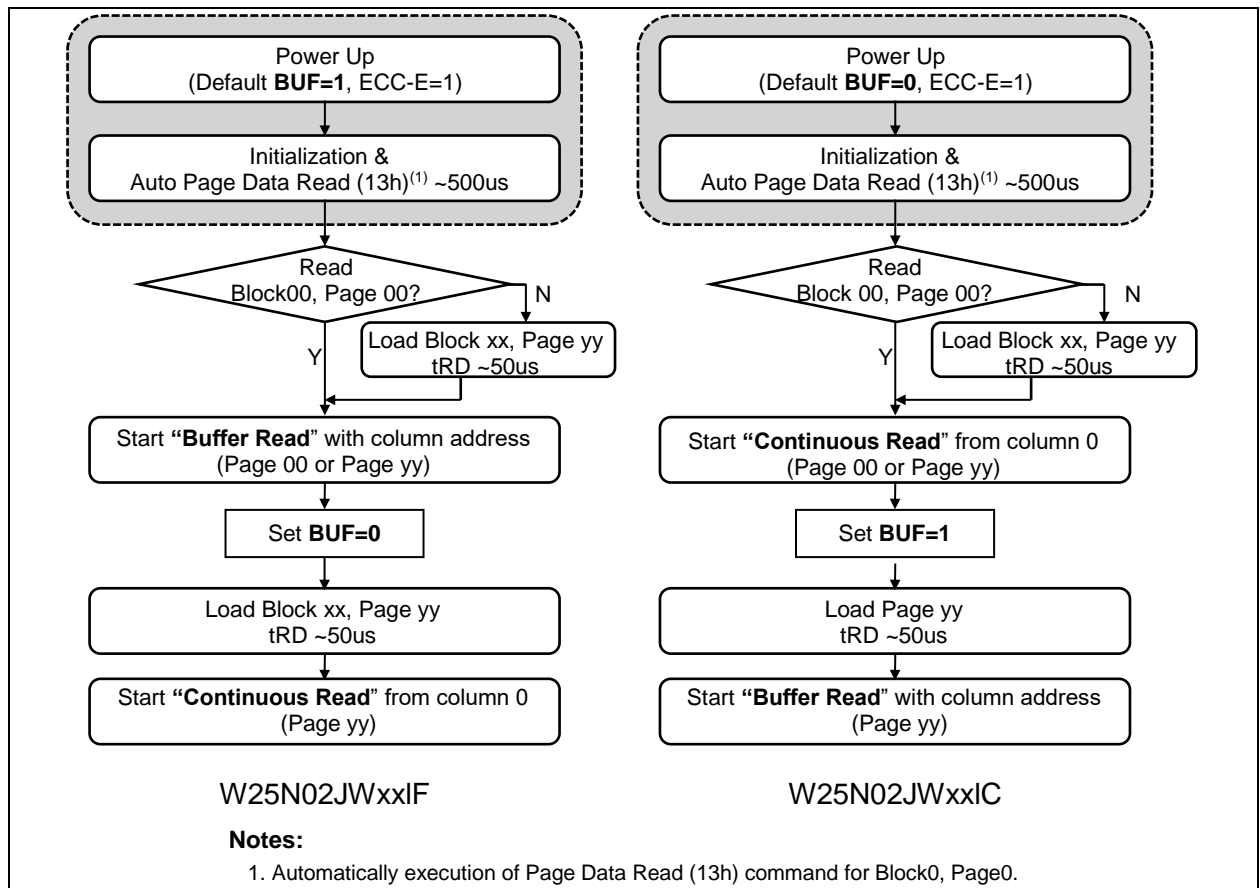 Power Up
(Default BUF=1, ECC-E=1)
Initialization &
Auto Page Data Read (13h)(1) ~500us
Read
Block00, Page 00?
N
Y
Load Block xx, Page yy
tRD ~50us
Start “Buffer Read” with column address
(Page 00 or Page yy)
Set BUF=0
Load Block xx, Page yy
tRD ~50us
Start “Continuous Read” from column 0
(Page yy)
W25N02JWxxIF
Power Up
(Default BUF=0, ECC-E=1)
Initialization &
Auto Page Data Read (13h)(1) ~500us
Read
Block 00, Page 00?
N
Y
Load Block xx, Page yy
tRD ~50us
Start “Continuous Read” from column 0
(Page 00 or Page yy)
Set BUF=1
Load Page yy
tRD ~50us
Start “Buffer Read” with column address
(Page yy)
W25N02JWxxIC
Notes:
1. Automatically execution of Page Data Read (13h) command for Block0, Page0.